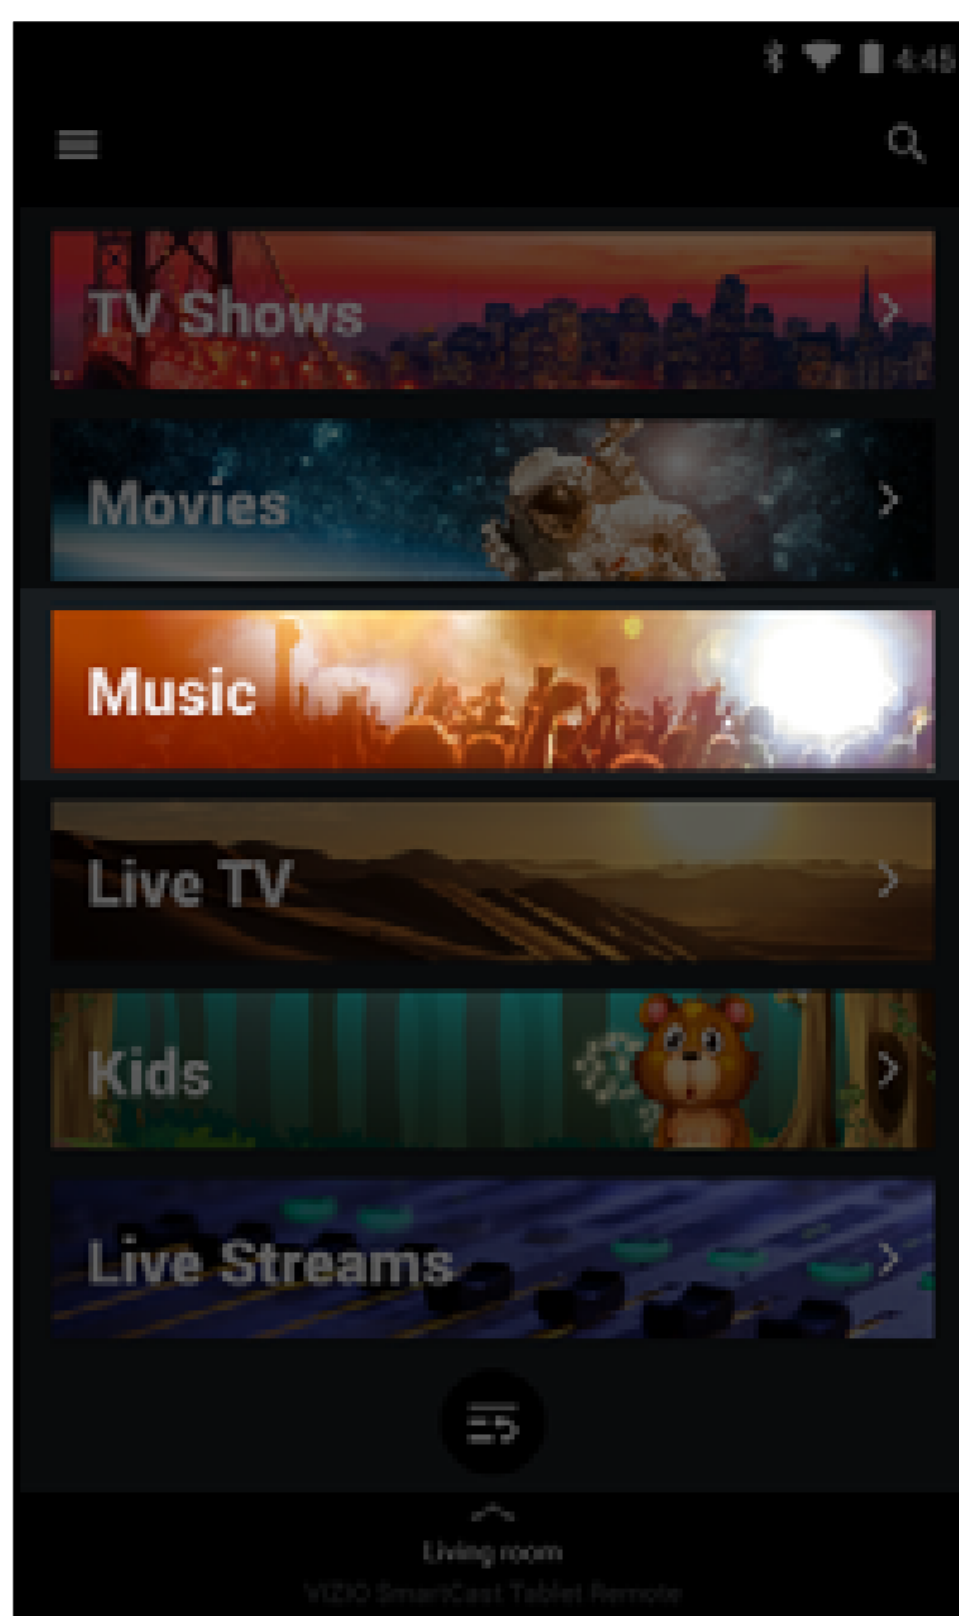 4:45
TV Shows
Movies
Music
Live TV
Kids
Live Streams
Living room
VIZIO SmartCast Tablet Remote